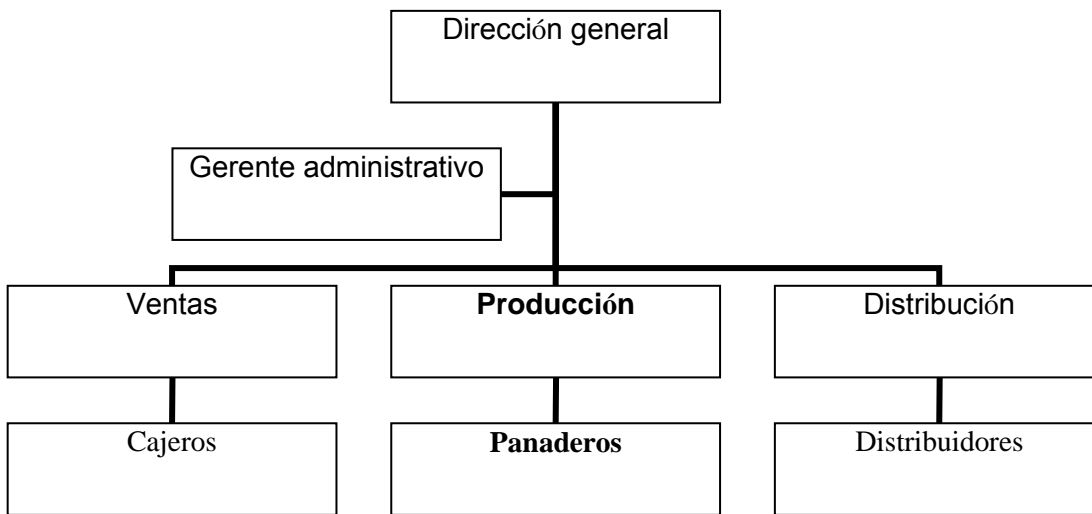 Dirección general
Gerente administrativo
Ventas
Producción
Distribución
Cajeros
Panaderos
Distribuidores